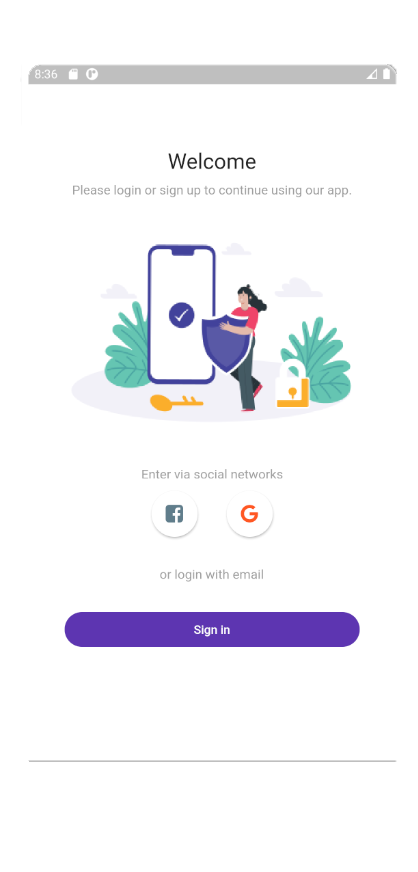 8:36
Welcome
Please login or sign up to continue using our app.
Enter via social networks
or login with email
Sign in